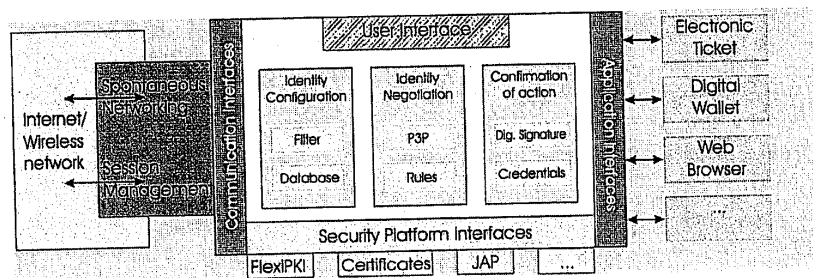 User Interface
Internet/
Wireless
network
Spontaneous
Networking
Session
Management
Communication Interfaces
Identity
Configuration
Filter
Database
Identity
Negotiation
P3P
Rules
Confirmation
of action
Dig. Signature
Credentials
Application Interfaces
Electronic
Ticket
Digital
Wallet
Web
Browser
...
Security Platform Interfaces
FlexiPKI
Certificates
JAP
...